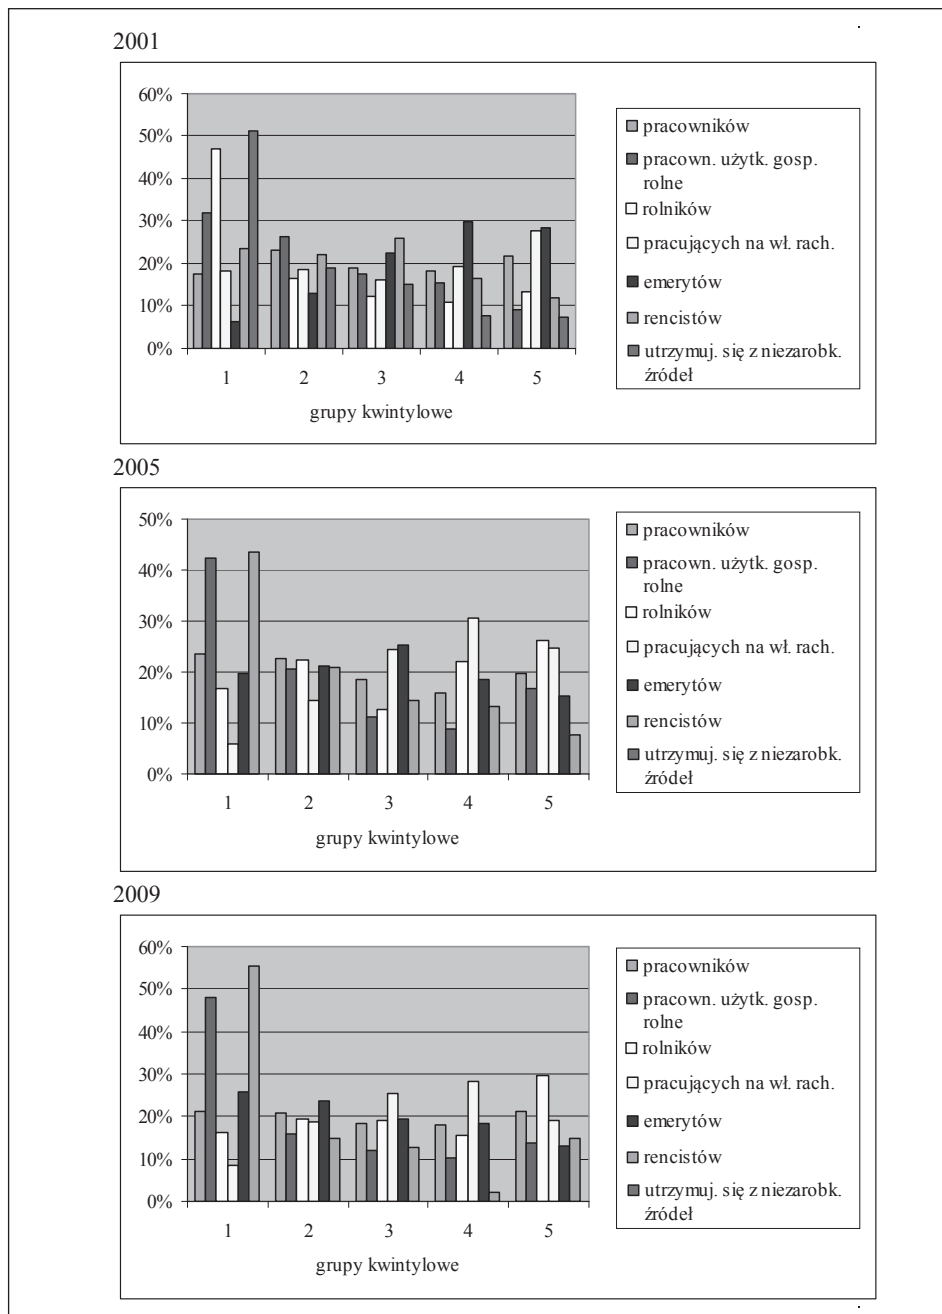 2001
60%
50%
40%
30%
20%
10%
0%
1 2 3 4 5
grupy kwintylowe
pracowników
pracown. użytk. gosp.
rolne
rolników
pracujących na wł. rach.
emerytów
rencistów
utrzymuj. się z niezarobk.
źródeł
2005
50%
40%
30%
20%
10%
0%
1 2 3 4 5
grupy kwintylowe
pracowników
pracown. użytk. gosp.
rolne
rolników
pracujących na wł. rach.
emerytów
rencistów
utrzymuj. się z niezarobk.
źródeł
2009
60%
50%
40%
30%
20%
10%
0%
1 2 3 4 5
grupy kwintylowe
pracowników
pracown. użytk. gosp.
rolne
rolników
pracujących na wł. rach.
emerytów
rencistów
utrzymuj. się z niezarobk.
źródeł